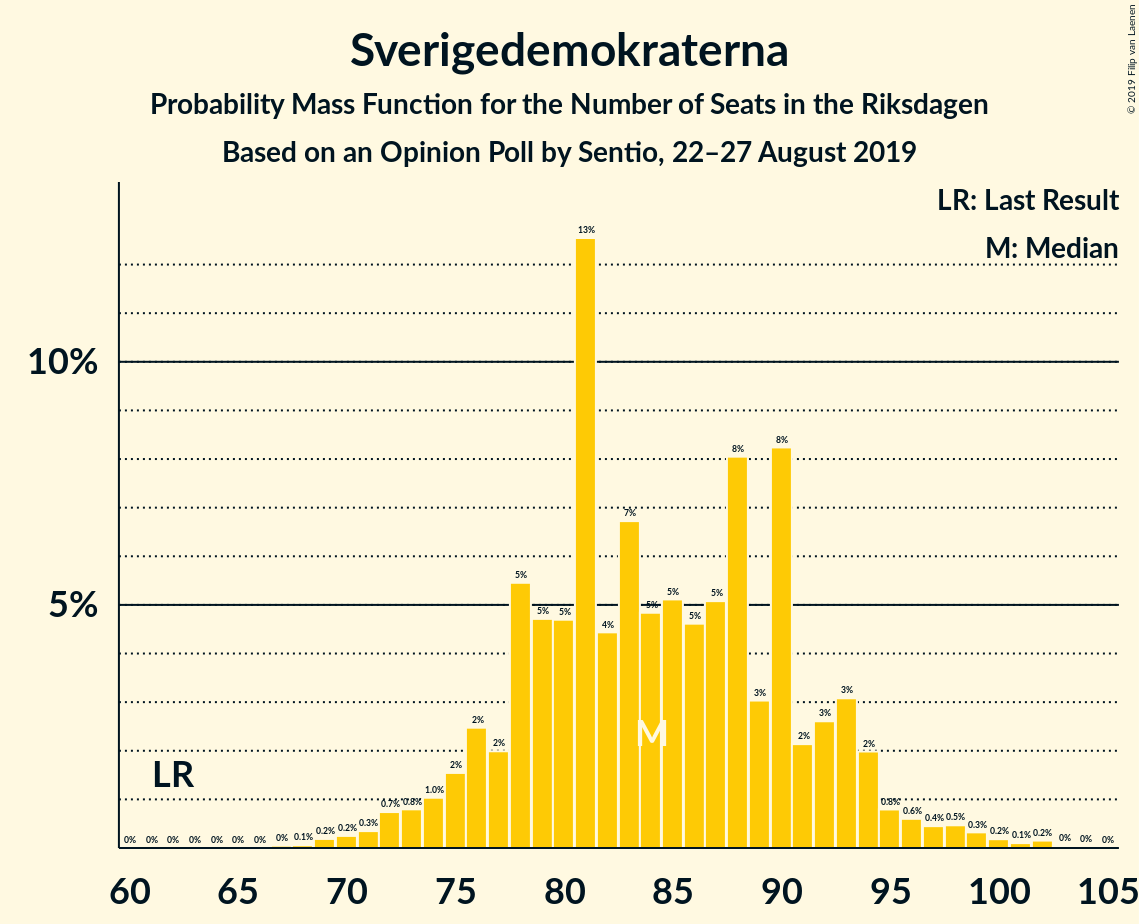 Sverigedemokraterna
Probability Mass Function for the Number of Seats in the Riksdagen
Based on an Opinion Poll by Sentio, 22–27 August 2019
© 2019 Filip van Laenen
LR: Last Result
M: Median
10%
5%
0% 0% 0% 0% 0% 0% 0% 0% 0.1% 0.2% 0.2% 0.3% 0.7% 0.8% 1.0% 2% 2% 2% 5% 5% 5% 13% 4% 7% 5% 5% 5% 5% 8% 3% 8% 2% 3% 3% 2% 0.8% 0.6% 0.4% 0.5% 0.3% 0.2% 0.1% 0.2% 0% 0% 0%
LR
M
60 65 70 75 80 85 90 95 100 105